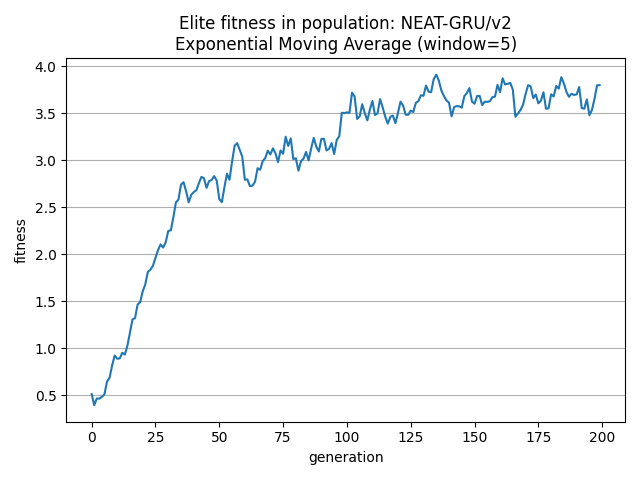 Elite fitness in population: NEAT-GRU/v2
Exponential Moving Average (window=5)
fitness
4.0
3.5
3.0
2.5
2.0
1.5
1.0
0.5
0 25 50 75 100 125 150 175 200
generation